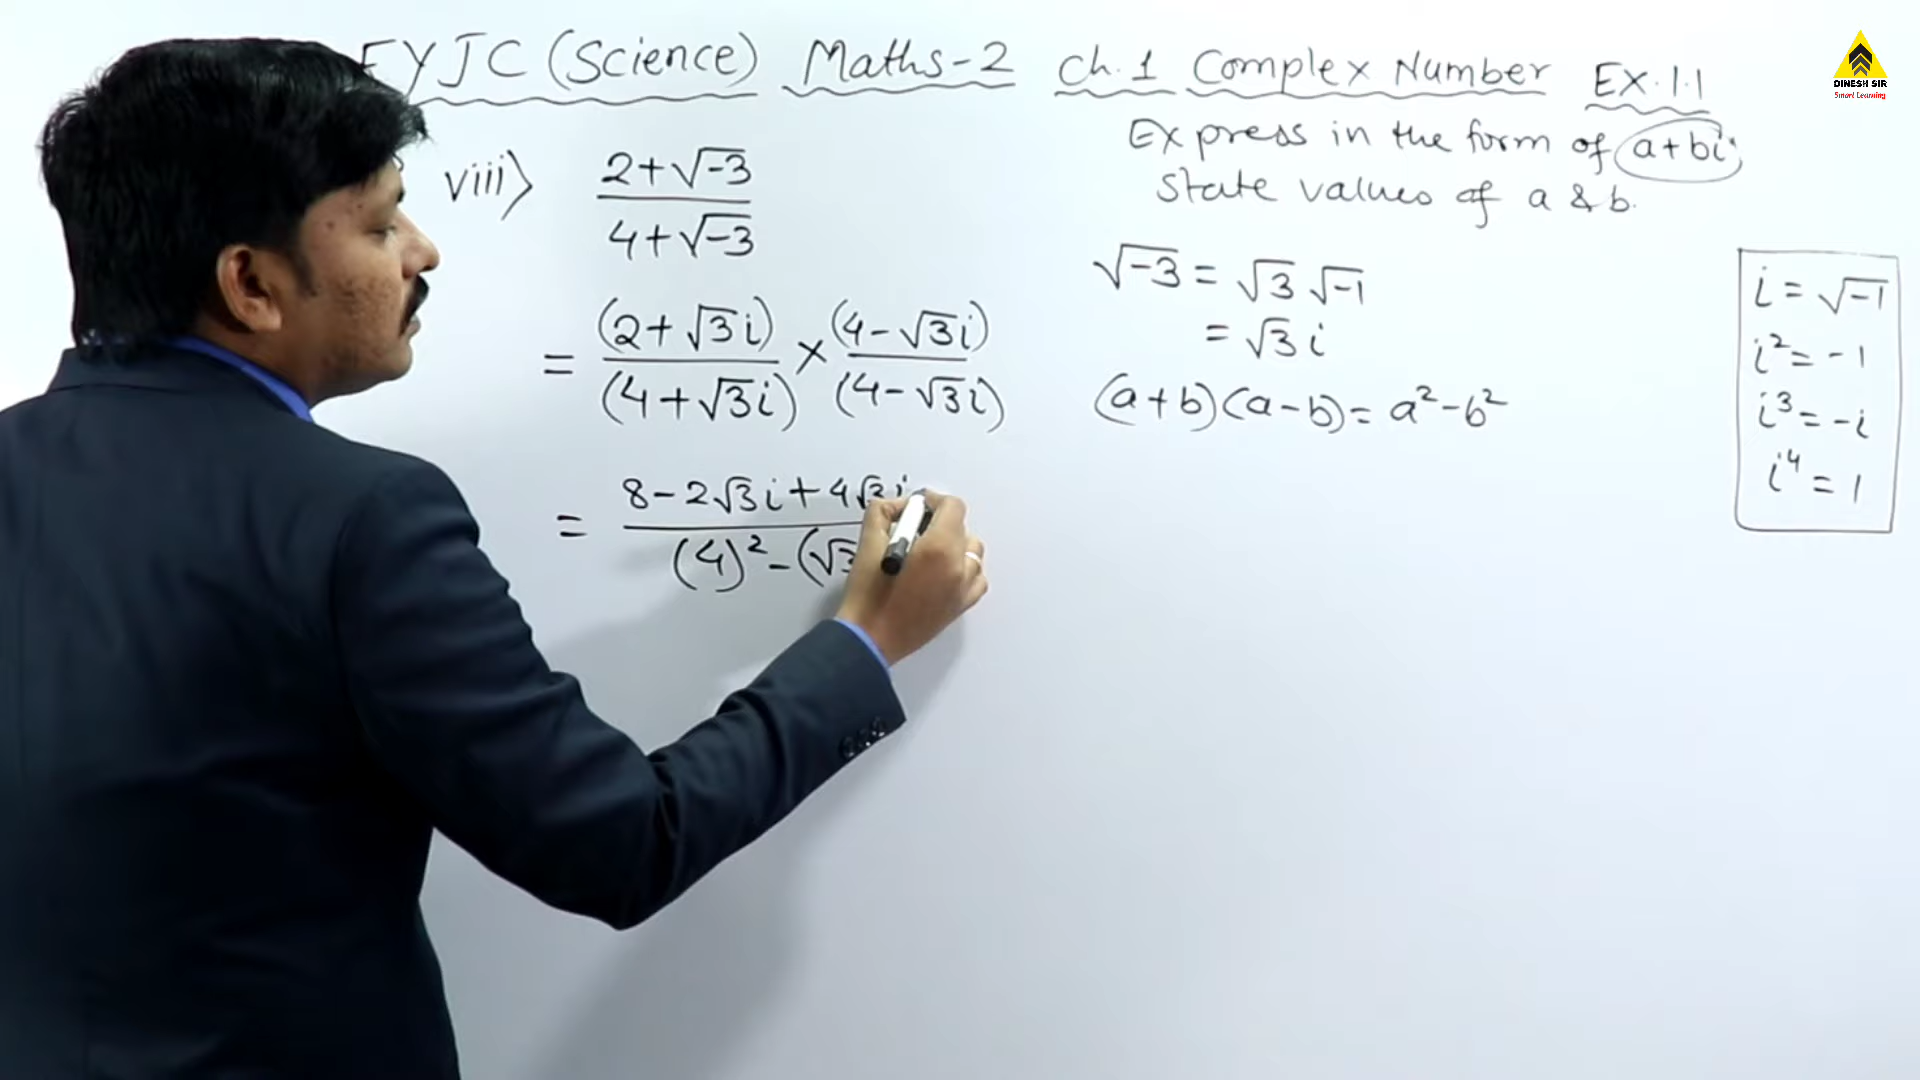 FYJC (Science) Maths-2 Ch.1 Complex Number Ex.1.1
DINESH SIR
Smart Learning
Express in the form of a+bi
State values of a & b.
viii) (2+√-3)/(4+√-3)
= (2+√3i)/(4+√3i) × (4-√3i)/(4-√3i)
= 8-2√3i+4√3i
(4)²-(√3
√-3 = √3 √-1
= √3 i
(a+b)(a-b)= a²-b²
i = √-1
i² = -1
i³ = -i
i⁴ = 1